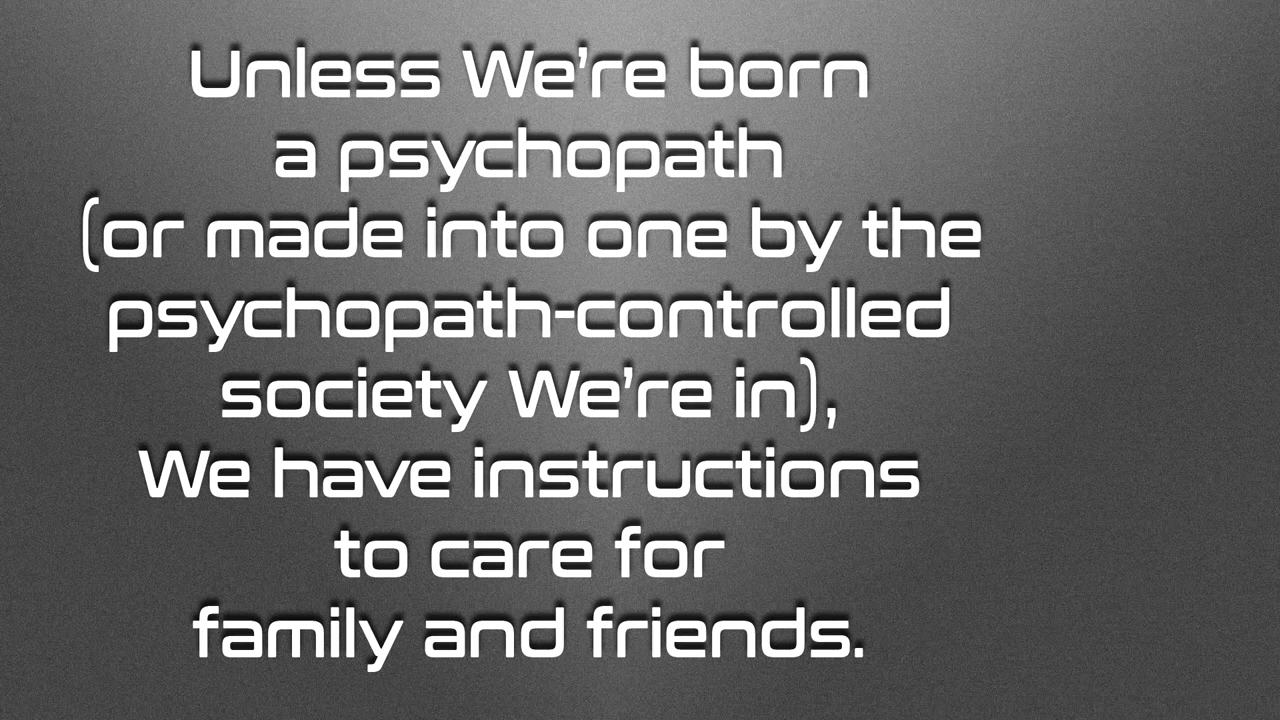 Unless We're born
a psychopath
(or made into one by the
psychopath-controlled
society We're in),
We have instructions
to care for
family and friends.